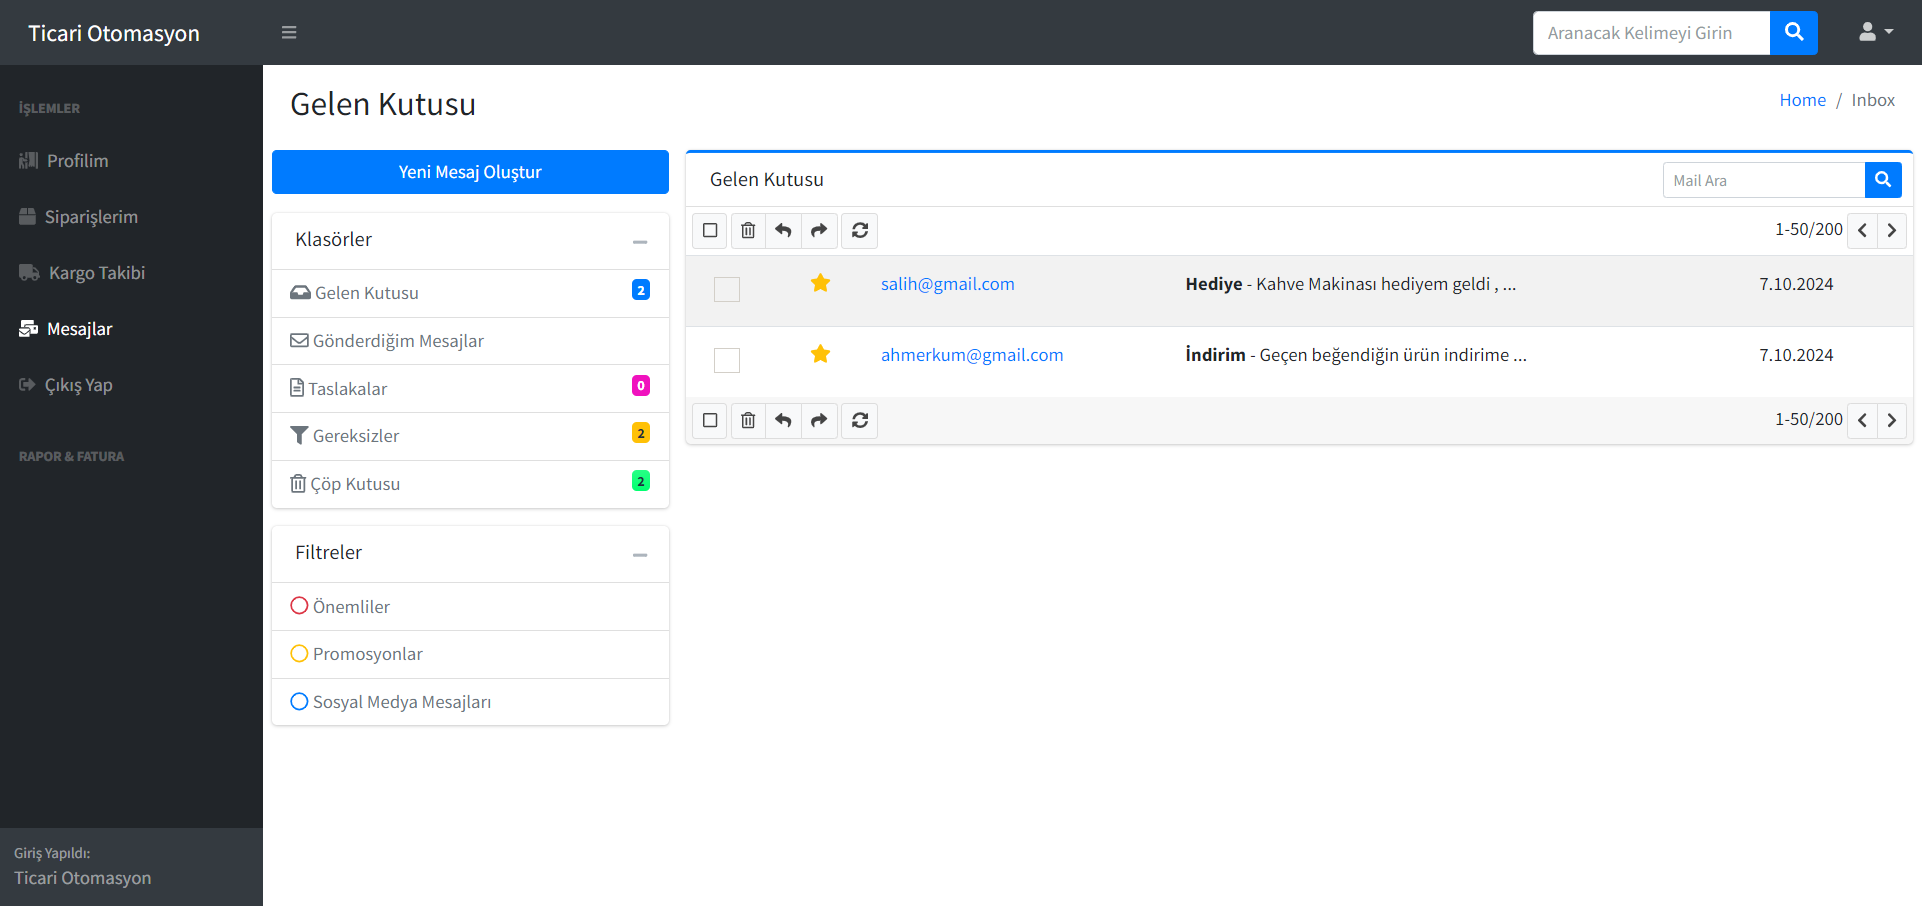 Ticari Otomasyon
Aranacak Kelimeyi Girin
İŞLEMLER
Profilim
Siparişlerim
Kargo Takibi
Mesajlar
Çıkış Yap
RAPOR & FATURA
Giriş Yapıldı:
Ticari Otomasyon
Gelen Kutusu
Home / Inbox
Yeni Mesaj Oluştur
Klasörler
Gelen Kutusu 2
Gönderdiğim Mesajlar
Taslakalar 0
Gereksizler 2
Çöp Kutusu 2
Filtreler
Önemliler
Promosyonlar
Sosyal Medya Mesajları
Gelen Kutusu
Mail Ara
1-50/200
salih@gmail.com Hediye - Kahve Makinası hediyem geldi , ... 7.10.2024
ahmerkum@gmail.com İndirim - Geçen beğendiğin ürün indirime ... 7.10.2024
1-50/200